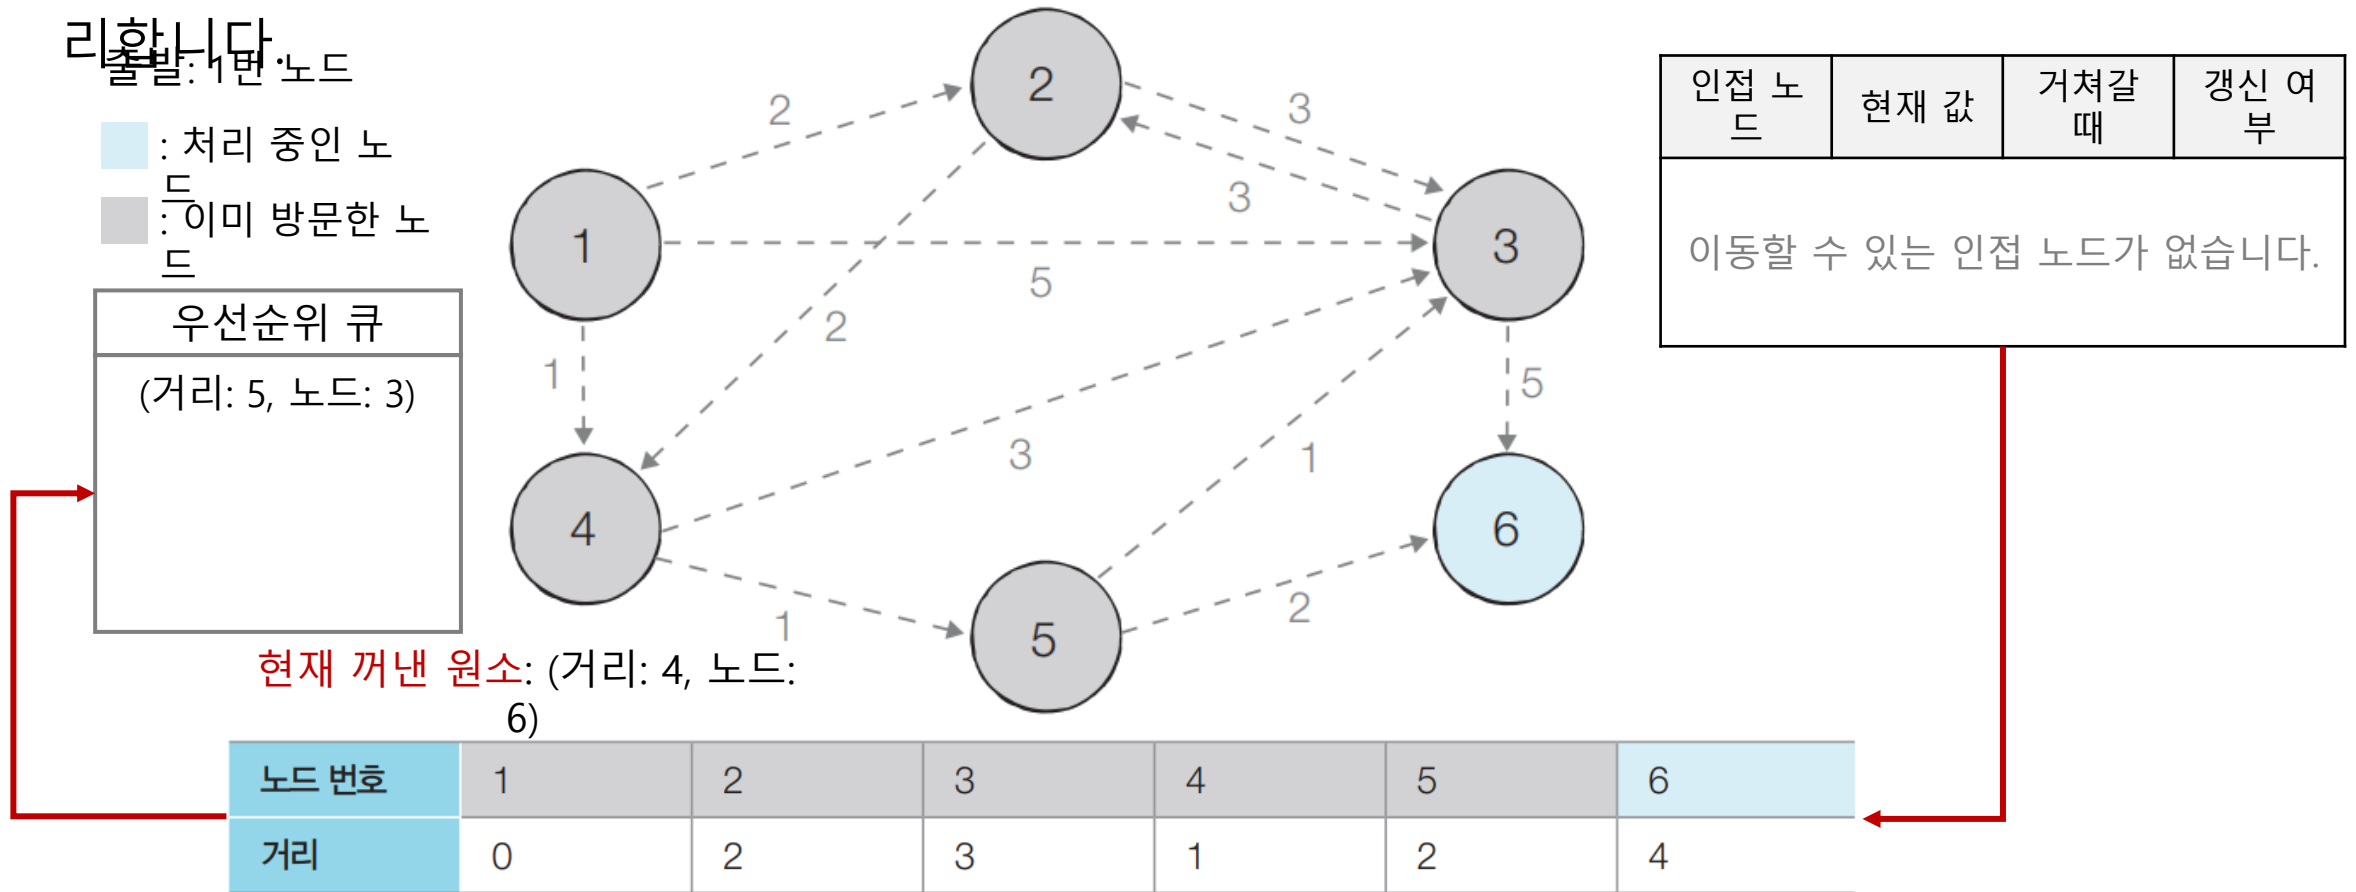 리합니다.
출발: 1번 노드
: 처리 중인 노
드
: 이미 방문한 노
드
우선순위 큐
(거리: 5, 노드: 3)
2
2
3
3
1
3
5
2
1
5
3
1
4
6
5
1
2
인접 노
드
현재 값
거쳐갈
때
갱신 여
부
이동할 수 있는 인접 노드가 없습니다.
현재 꺼낸 원소: (거리: 4, 노드:
6)
노드 번호 1 2 3 4 5 6
거리 0 2 3 1 2 4